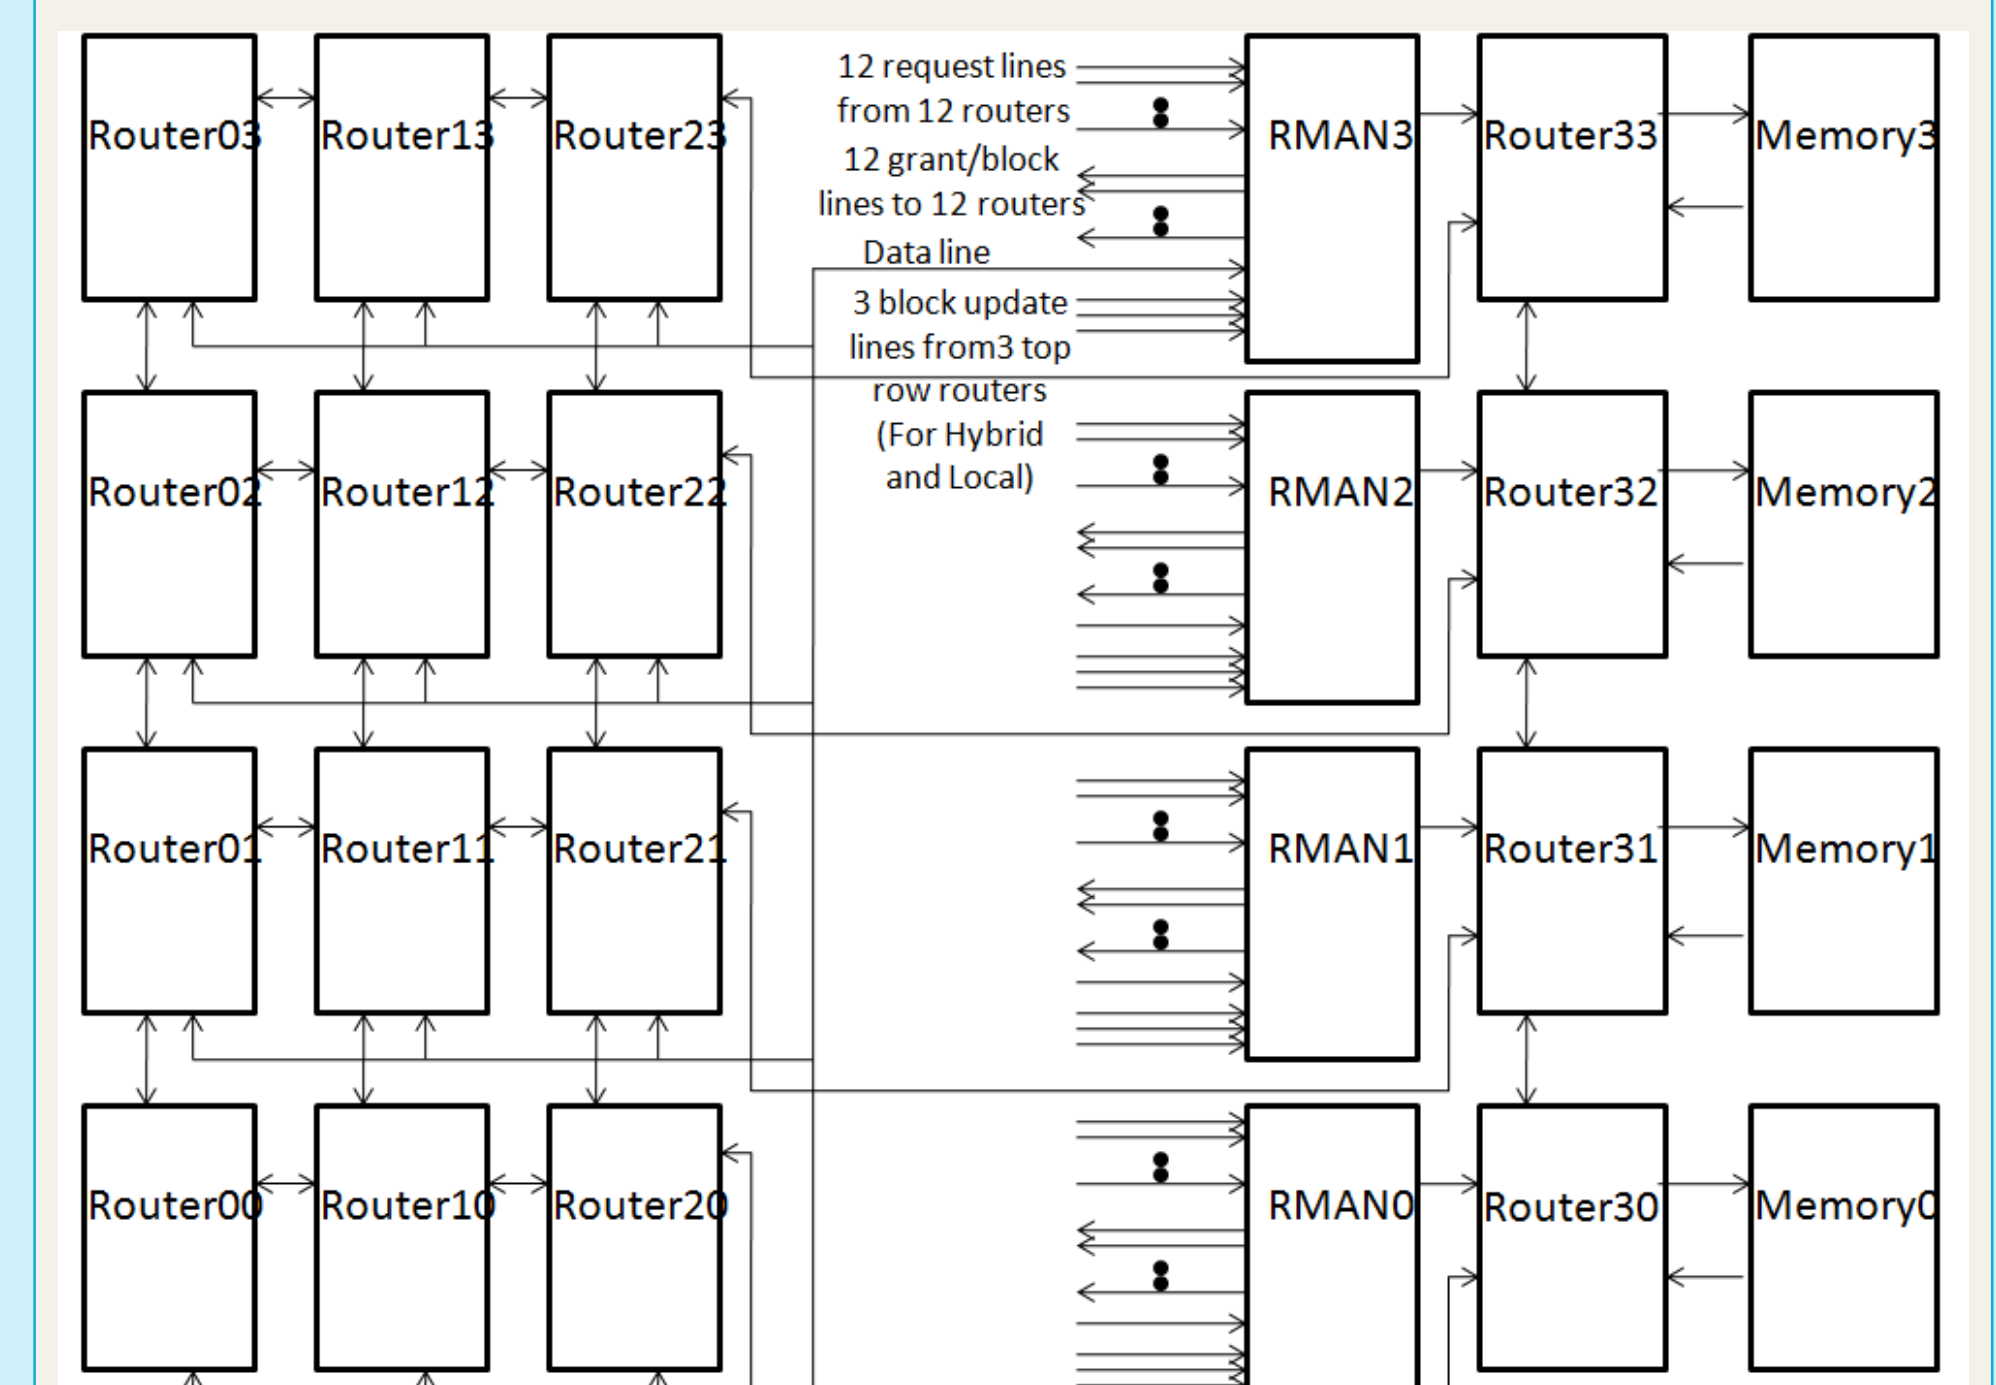 Router03
Router13
Router23
12 request lines
from 12 routers
12 grant/block
lines to 12 routers
Data line
3 block update
lines from3 top
row routers
(For Hybrid
and Local)
RMAN3
Router33
Memory3
Router02
Router12
Router22
RMAN2
Router32
Memory2
Router01
Router11
Router21
RMAN1
Router31
Memory1
Router00
Router10
Router20
RMAN0
Router30
Memory0